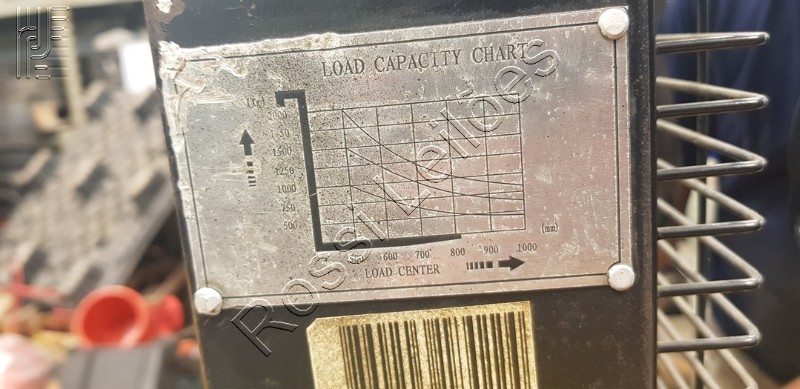 LOAD CAPACITY CHART
(Kg)
2000
1750
1500
1250
1000
750
500
(mm)
500 600 700 800 900 1000
LOAD CENTER
Rossi Leilões